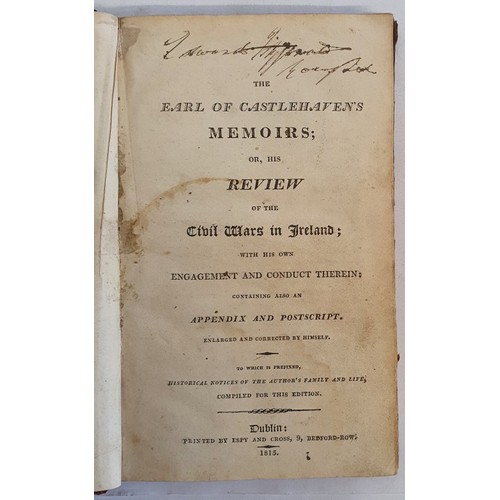 Edward
THE
EARL OF CASTLEHAVEN'S
MEMOIRS;
OR, HIS
REVIEW
OF THE
Civil Wars in Ireland;
WITH HIS OWN
ENGAGEMENT AND CONDUCT THEREIN;
CONTAINING ALSO AN
APPENDIX AND POSTSCRIPT.
ENLARGED AND CORRECTED BY HIMSELF.
TO WHICH IS PREFIXED,
HISTORICAL NOTICES OF THE AUTHOR'S FAMILY AND LIFE,
COMPILED FOR THIS EDITION.
Dublin:
PRINTED BY ESPY AND CROSS, 9, BEDFORD-ROW.
1815.